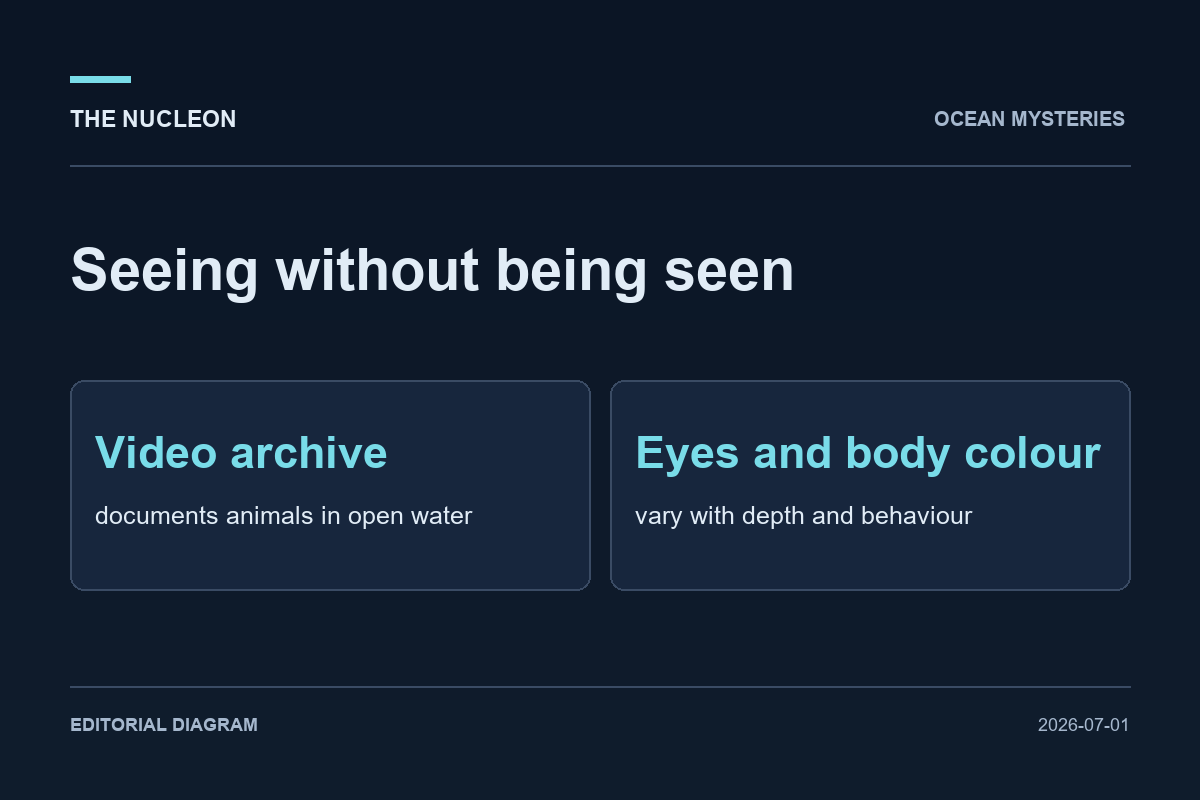 THE NUCLEON
OCEAN MYSTERIES
Seeing without being seen
Video archive
documents animals in open water
Eyes and body colour
vary with depth and behaviour
EDITORIAL DIAGRAM
2026-07-01